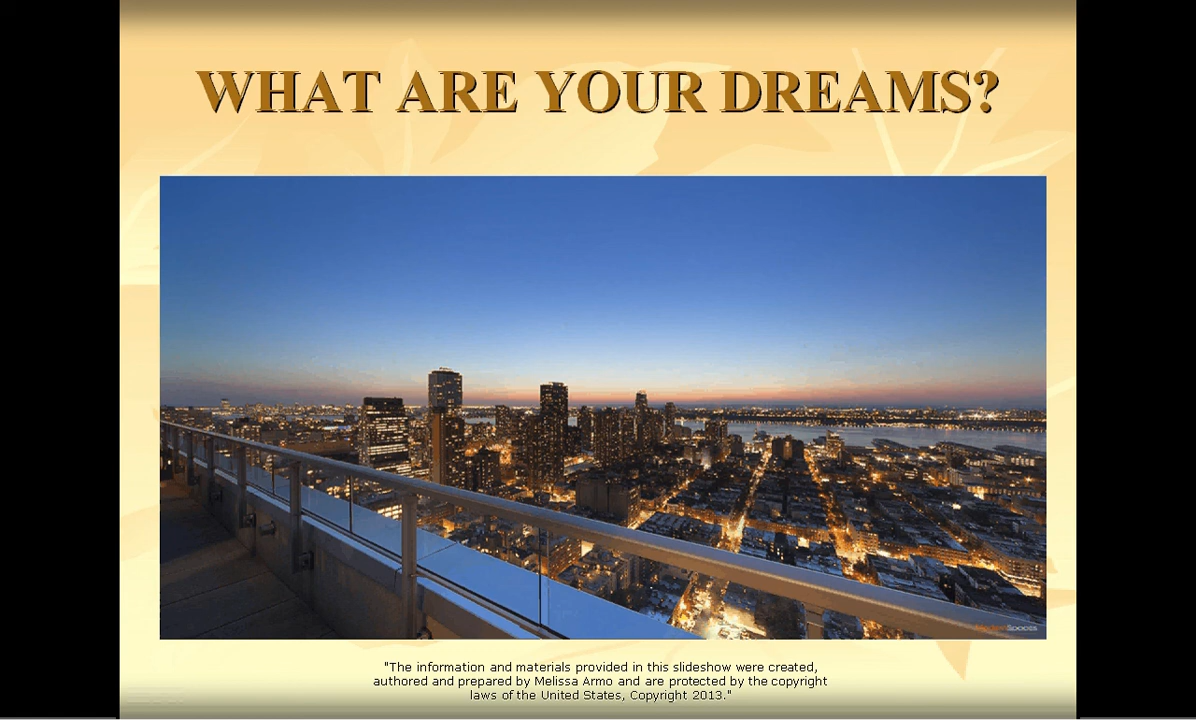 WHAT ARE YOUR DREAMS?
"The information and materials provided in this slideshow were created,
authored and prepared by Melissa Armo and are protected by the copyright
laws of the United States, Copyright 2013."